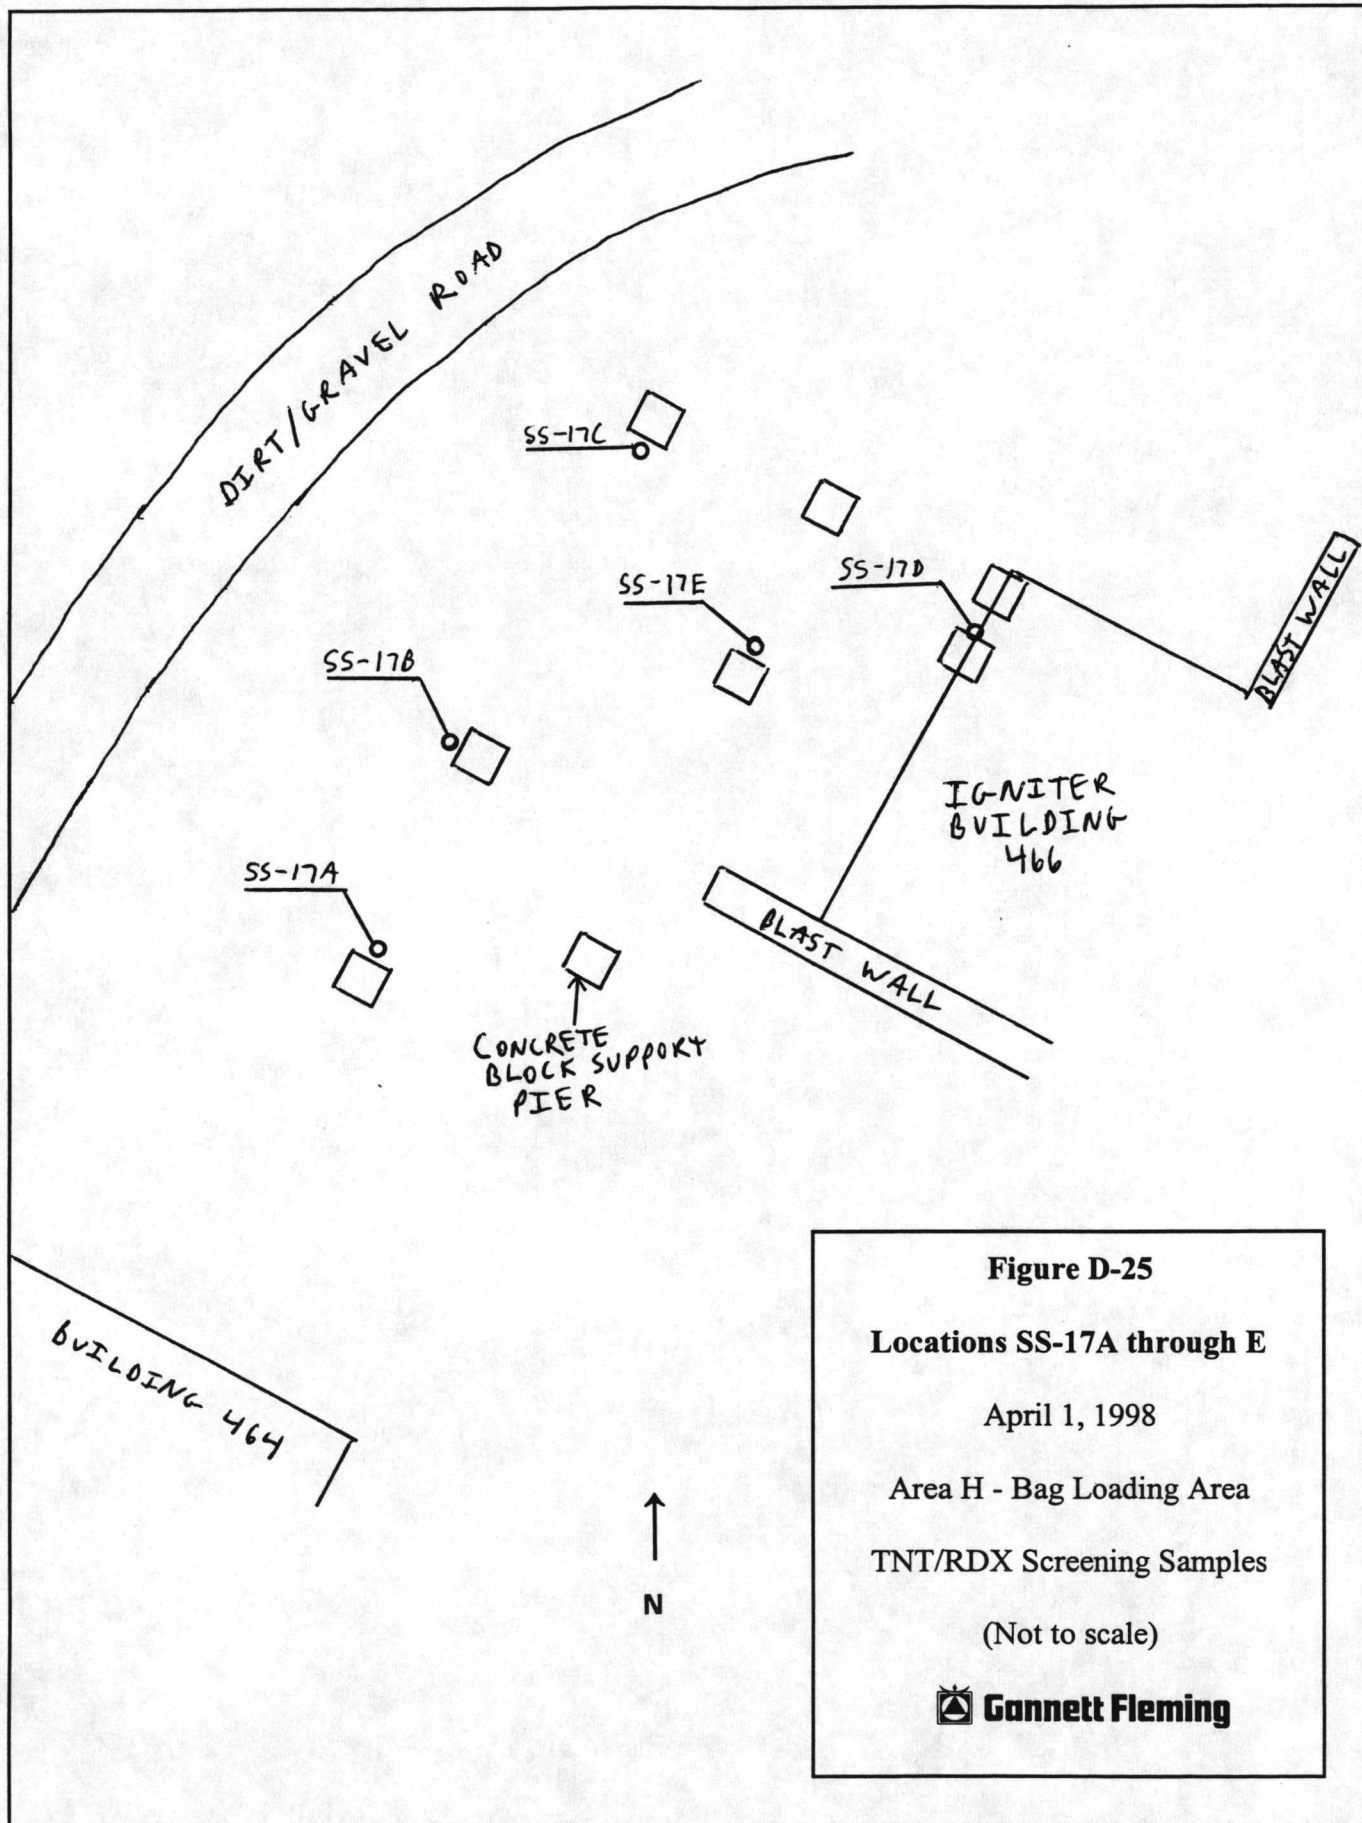 DIRT/GRAVEL ROAD
SS-17C
SS-17D
SS-17E
BLAST WALL
SS-17B
IGNITER
BUILDING
466
SS-17A
BLAST WALL
CONCRETE
BLOCK SUPPORT
PIER
BUILDING 464
N
Figure D-25
Locations SS-17A through E
April 1, 1998
Area H - Bag Loading Area
TNT/RDX Screening Samples
(Not to scale)
Gannett Fleming